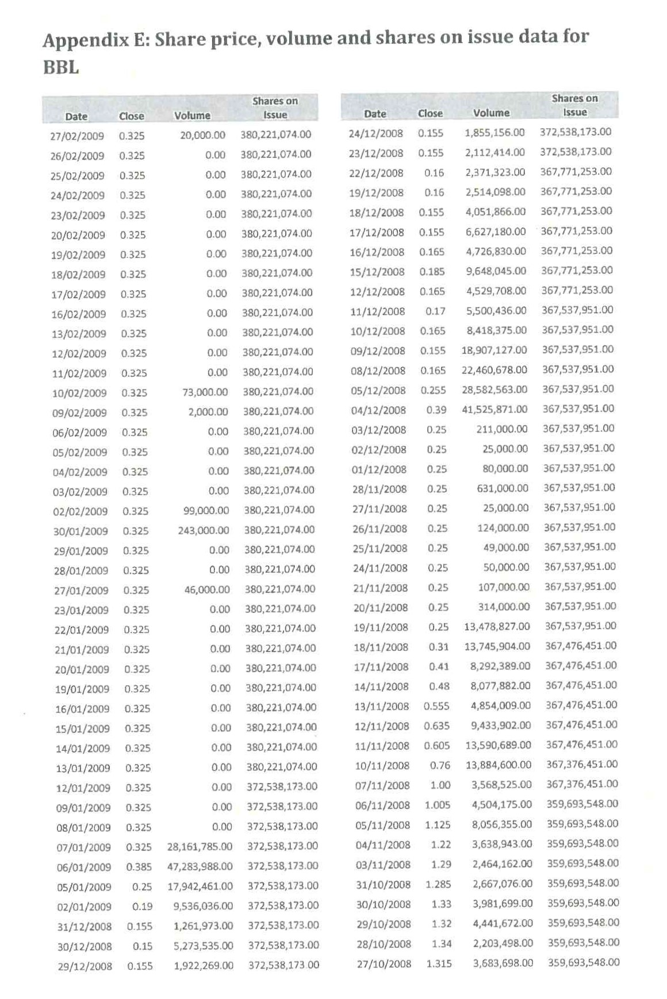 Appendix E: Share price, volume and shares on issue data for
BBL
Date Close Volume Shares on Issue
27/02/2009 0.325 20,000.00 380,221,074.00
26/02/2009 0.325 0.00 380,221,074.00
25/02/2009 0.325 0.00 380,221,074.00
24/02/2009 0.325 0.00 380,221,074.00
23/02/2009 0.325 0.00 380,221,074.00
20/02/2009 0.325 0.00 380,221,074.00
19/02/2009 0.325 0.00 380,221,074.00
18/02/2009 0.325 0.00 380,221,074.00
17/02/2009 0.325 0.00 380,221,074.00
16/02/2009 0.325 0.00 380,221,074.00
13/02/2009 0.325 0.00 380,221,074.00
12/02/2009 0.325 0.00 380,221,074.00
11/02/2009 0.325 0.00 380,221,074.00
10/02/2009 0.325 73,000.00 380,221,074.00
09/02/2009 0.325 2,000.00 380,221,074.00
06/02/2009 0.325 0.00 380,221,074.00
05/02/2009 0.325 0.00 380,221,074.00
04/02/2009 0.325 0.00 380,221,074.00
03/02/2009 0.325 0.00 380,221,074.00
02/02/2009 0.325 99,000.00 380,221,074.00
30/01/2009 0.325 243,000.00 380,221,074.00
29/01/2009 0.325 0.00 380,221,074.00
28/01/2009 0.325 0.00 380,221,074.00
27/01/2009 0.325 46,000.00 380,221,074.00
23/01/2009 0.325 0.00 380,221,074.00
22/01/2009 0.325 0.00 380,221,074.00
21/01/2009 0.325 0.00 380,221,074.00
20/01/2009 0.325 0.00 380,221,074.00
19/01/2009 0.325 0.00 380,221,074.00
16/01/2009 0.325 0.00 380,221,074.00
15/01/2009 0.325 0.00 380,221,074.00
14/01/2009 0.325 0.00 380,221,074.00
13/01/2009 0.325 0.00 380,221,074.00
12/01/2009 0.325 0.00 372,538,173.00
09/01/2009 0.325 0.00 372,538,173.00
08/01/2009 0.325 0.00 372,538,173.00
07/01/2009 0.325 28,161,785.00 372,538,173.00
06/01/2009 0.385 47,283,988.00 372,538,173.00
05/01/2009 0.25 17,942,461.00 372,538,173.00
02/01/2009 0.19 9,536,036.00 372,538,173.00
31/12/2008 0.155 1,261,973.00 372,538,173.00
30/12/2008 0.15 5,273,535.00 372,538,173.00
29/12/2008 0.155 1,922,269.00 372,538,173.00
Date Close Volume Shares on Issue
24/12/2008 0.155 1,855,156.00 372,538,173.00
23/12/2008 0.155 2,112,414.00 372,538,173.00
22/12/2008 0.16 2,371,323.00 367,771,253.00
19/12/2008 0.16 2,514,098.00 367,771,253.00
18/12/2008 0.155 4,051,866.00 367,771,253.00
17/12/2008 0.155 6,627,180.00 367,771,253.00
16/12/2008 0.165 4,726,830.00 367,771,253.00
15/12/2008 0.185 9,648,045.00 367,771,253.00
12/12/2008 0.165 4,529,708.00 367,771,253.00
11/12/2008 0.17 5,500,436.00 367,537,951.00
10/12/2008 0.165 8,418,375.00 367,537,951.00
09/12/2008 0.155 18,907,127.00 367,537,951.00
08/12/2008 0.165 22,460,678.00 367,537,951.00
05/12/2008 0.255 28,582,563.00 367,537,951.00
04/12/2008 0.39 41,525,871.00 367,537,951.00
03/12/2008 0.25 211,000.00 367,537,951.00
02/12/2008 0.25 25,000.00 367,537,951.00
01/12/2008 0.25 80,000.00 367,537,951.00
28/11/2008 0.25 631,000.00 367,537,951.00
27/11/2008 0.25 25,000.00 367,537,951.00
26/11/2008 0.25 124,000.00 367,537,951.00
25/11/2008 0.25 49,000.00 367,537,951.00
24/11/2008 0.25 50,000.00 367,537,951.00
21/11/2008 0.25 107,000.00 367,537,951.00
20/11/2008 0.25 314,000.00 367,537,951.00
19/11/2008 0.25 13,478,827.00 367,537,951.00
18/11/2008 0.31 13,745,904.00 367,476,451.00
17/11/2008 0.41 8,292,389.00 367,476,451.00
14/11/2008 0.48 8,077,882.00 367,476,451.00
13/11/2008 0.555 4,854,009.00 367,476,451.00
12/11/2008 0.635 9,433,902.00 367,476,451.00
11/11/2008 0.605 13,590,689.00 367,476,451.00
10/11/2008 0.76 13,884,600.00 367,376,451.00
07/11/2008 1.00 3,568,525.00 367,376,451.00
06/11/2008 1.005 4,504,175.00 359,693,548.00
05/11/2008 1.125 8,056,355.00 359,693,548.00
04/11/2008 1.22 3,638,943.00 359,693,548.00
03/11/2008 1.29 2,464,162.00 359,693,548.00
31/10/2008 1.285 2,667,076.00 359,693,548.00
30/10/2008 1.33 3,981,699.00 359,693,548.00
29/10/2008 1.32 4,441,672.00 359,693,548.00
28/10/2008 1.34 2,203,498.00 359,693,548.00
27/10/2008 1.315 3,683,698.00 359,693,548.00